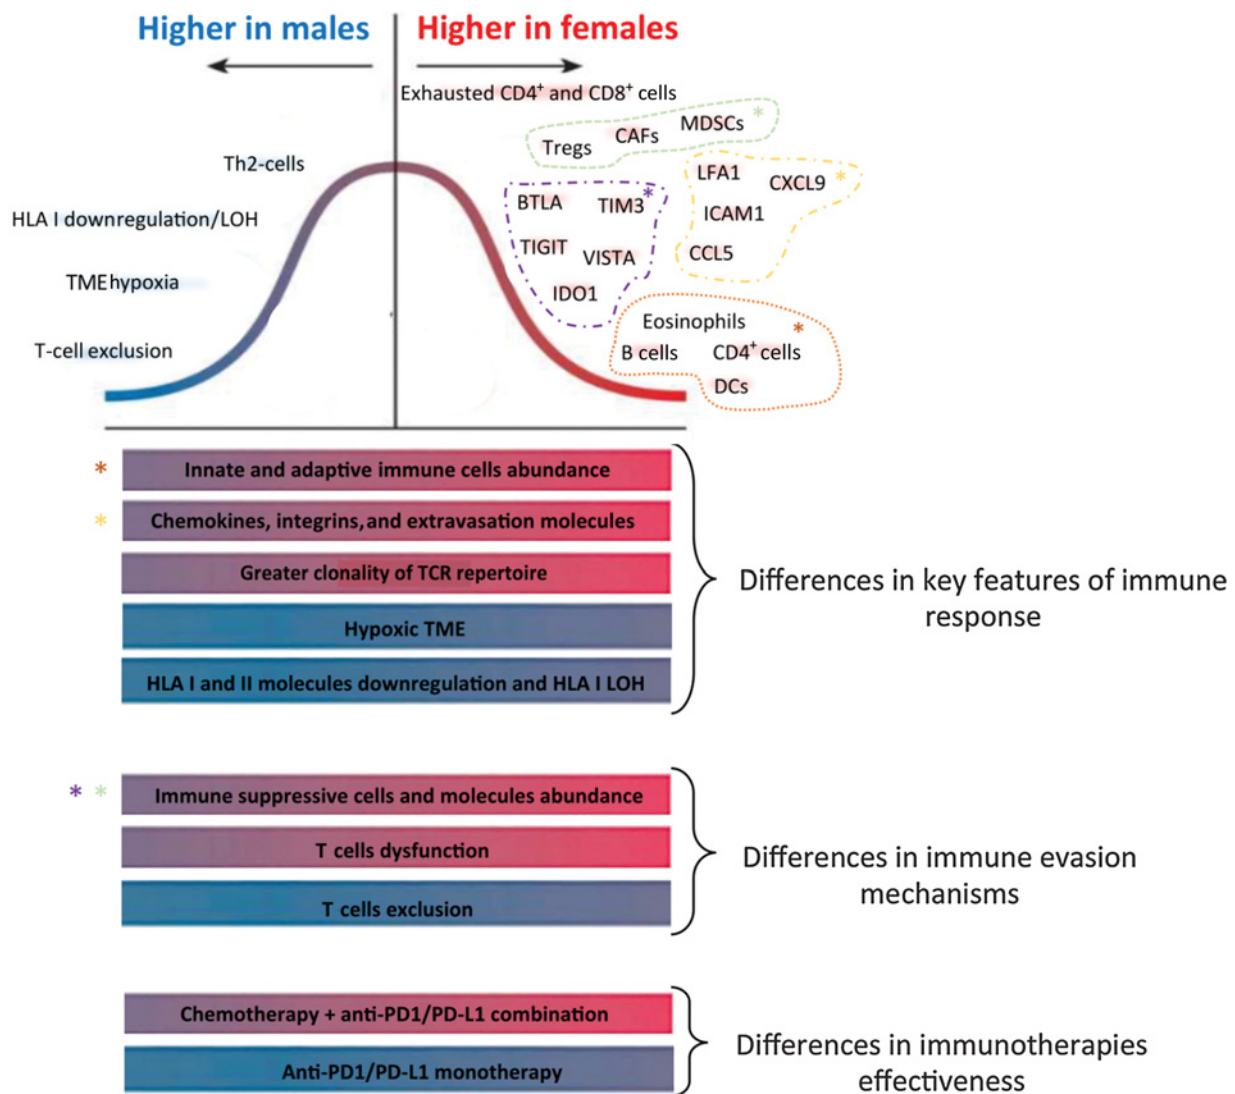 Higher in males
Higher in females
Exhausted CD4⁺ and CD8⁺ cells
Tregs
CAFs
MDSCs
*
Th2-cells
HLA I downregulation/LOH
TME hypoxia
T-cell exclusion
BTLA
TIM3
*
TIGIT
VISTA
IDO1
LFA1
CXCL9
*
ICAM1
CCL5
Eosinophils
*
B cells
CD4⁺ cells
DCs
* Innate and adaptive immune cells abundance
* Chemokines, integrins, and extravasation molecules
Greater clonality of TCR repertoire
Hypoxic TME
HLA I and II molecules downregulation and HLA I LOH
Differences in key features of immune
response
* * Immune suppressive cells and molecules abundance
T cells dysfunction
T cells exclusion
Differences in immune evasion
mechanisms
Chemotherapy + anti-PD1/PD-L1 combination
Anti-PD1/PD-L1 monotherapy
Differences in immunotherapies
effectiveness